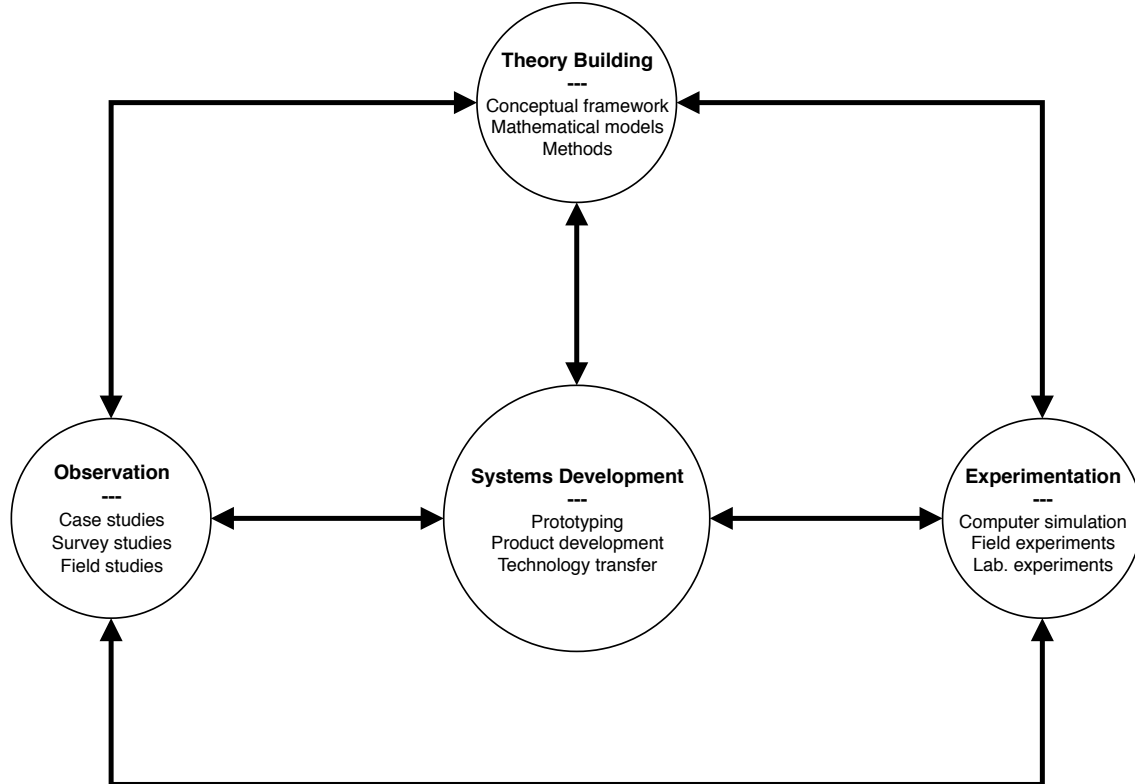 Theory Building
---
Conceptual framework
Mathematical models
Methods
Observation
---
Case studies
Survey studies
Field studies
Systems Development
---
Prototyping
Product development
Technology transfer
Experimentation
---
Computer simulation
Field experiments
Lab. experiments